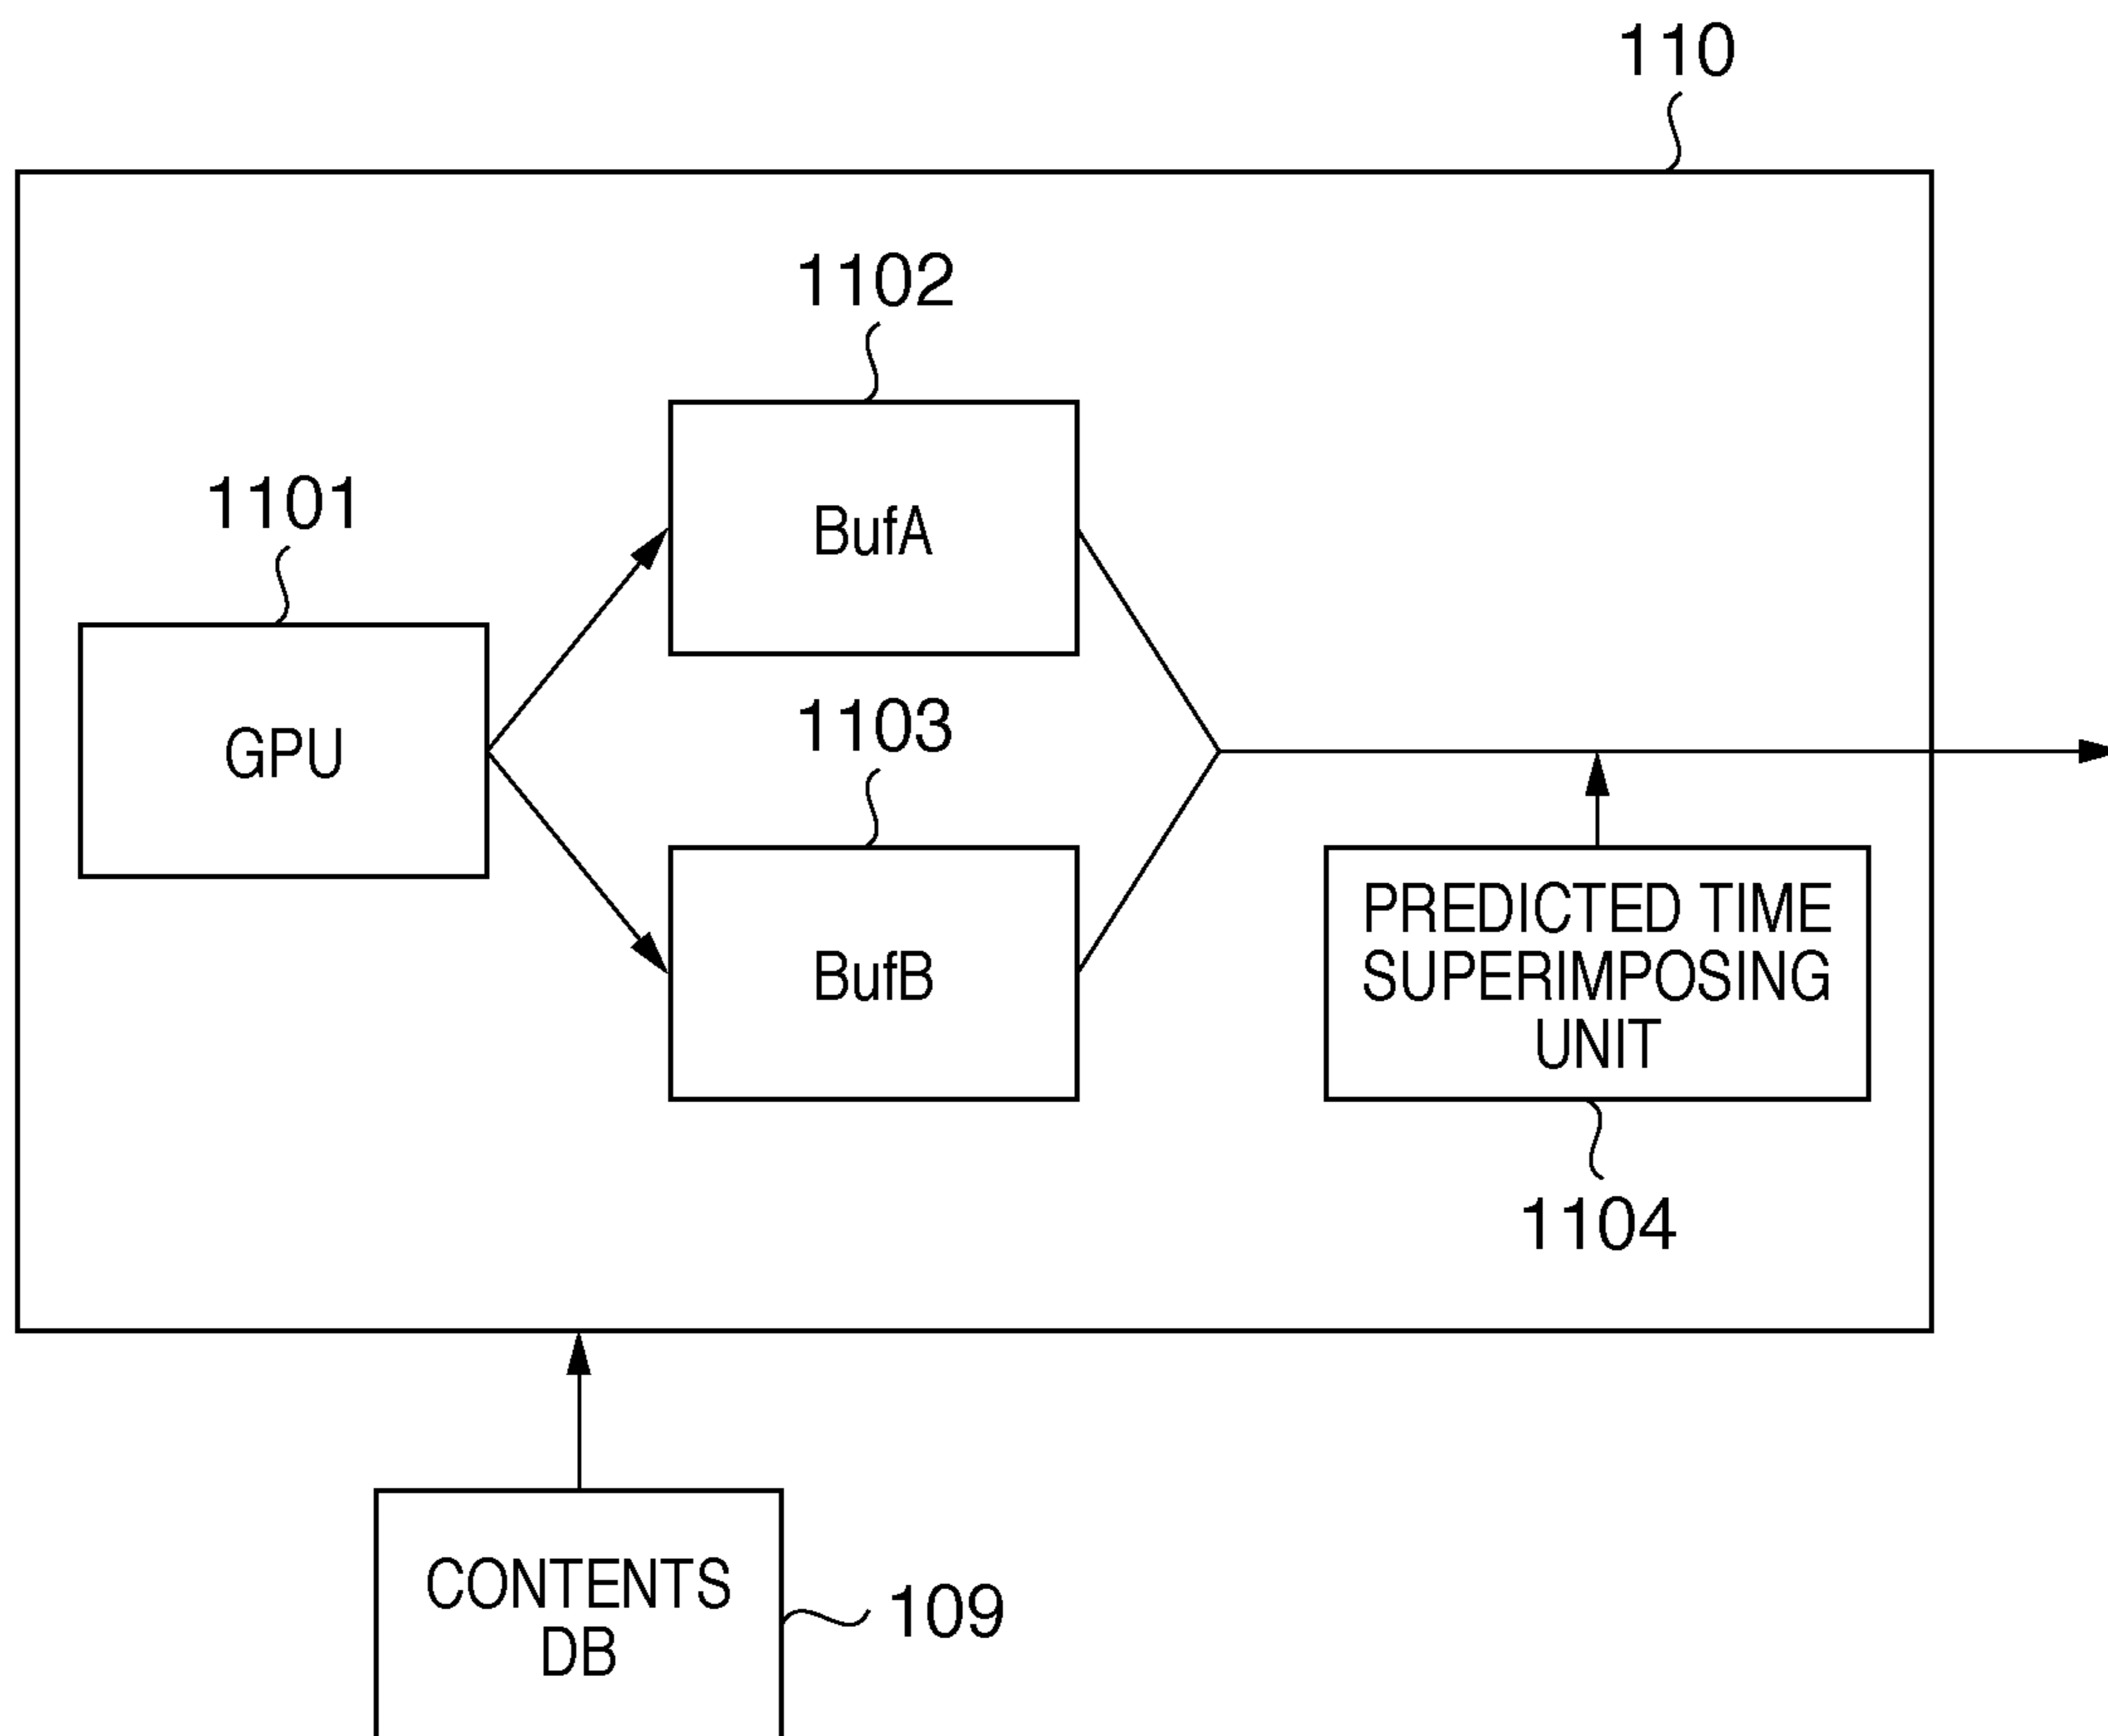 110
1102
BufA
1101
GPU
1103
BufB
PREDICTED TIME
SUPERIMPOSING
UNIT
1104
CONTENTS
DB
109